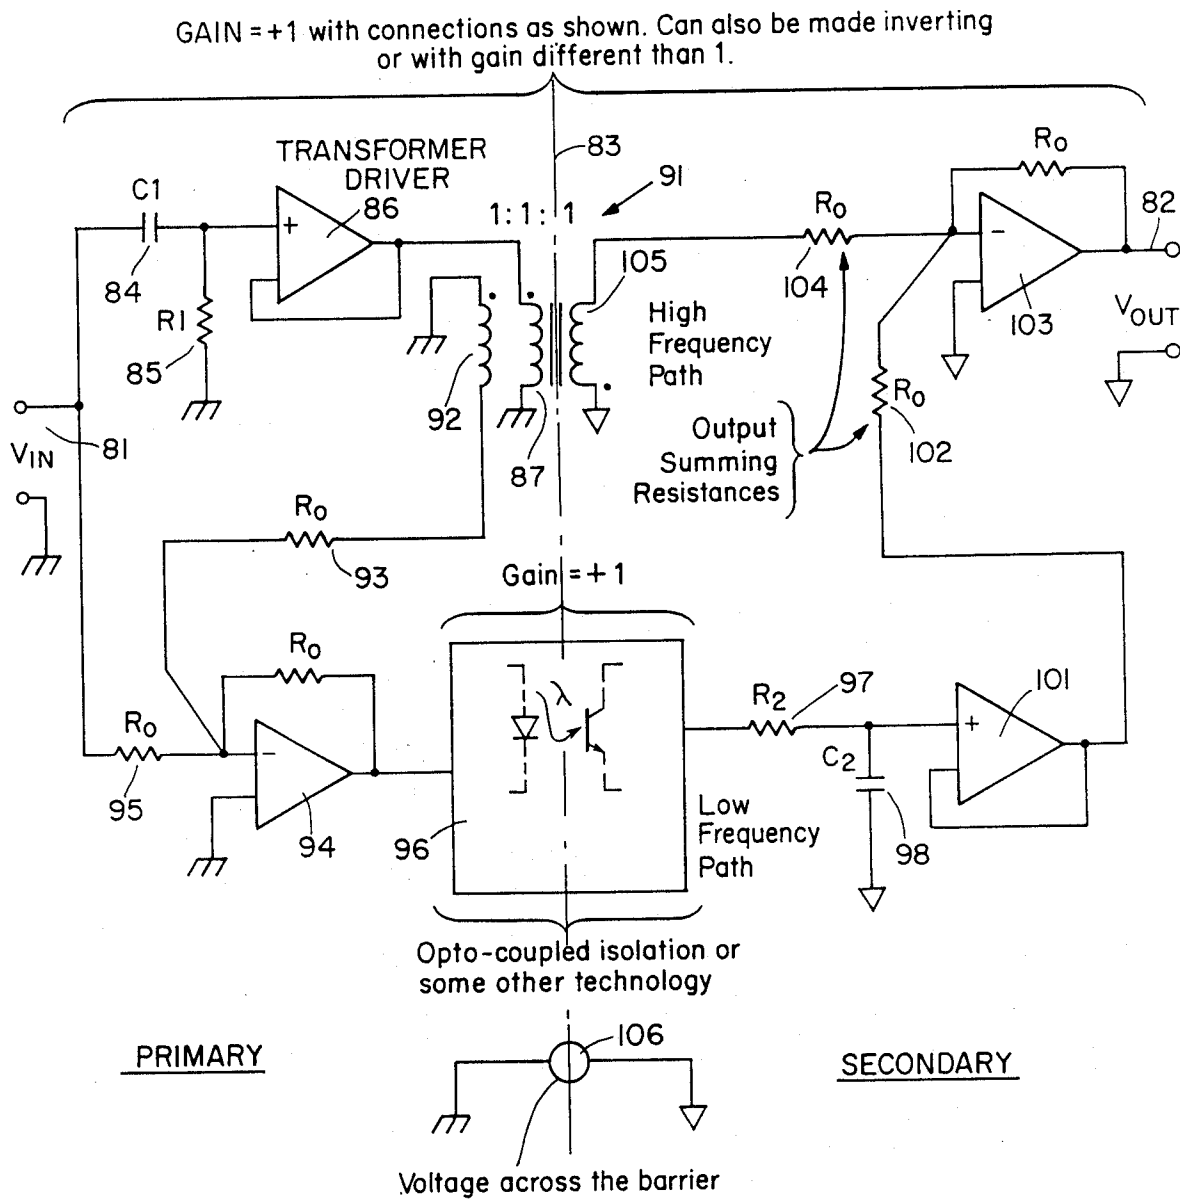 GAIN = +1 with connections as shown. Can also be made inverting
or with gain different than 1.
TRANSFORMER
DRIVER
83
R0
C1
86
1:1:1
91
R0
82
+
−
84
105
104
103
R1
High
Frequency
Path
VOUT
85
92
R0
VIN
81
87
Output
Summing
Resistances
102
R0
93
Gain = +1
R0
λ
R2
97
101
R0
−
+
C2
95
94
96
Low
Frequency
Path
98
Opto-coupled isolation or
some other technology
106
PRIMARY
SECONDARY
Voltage across the barrier